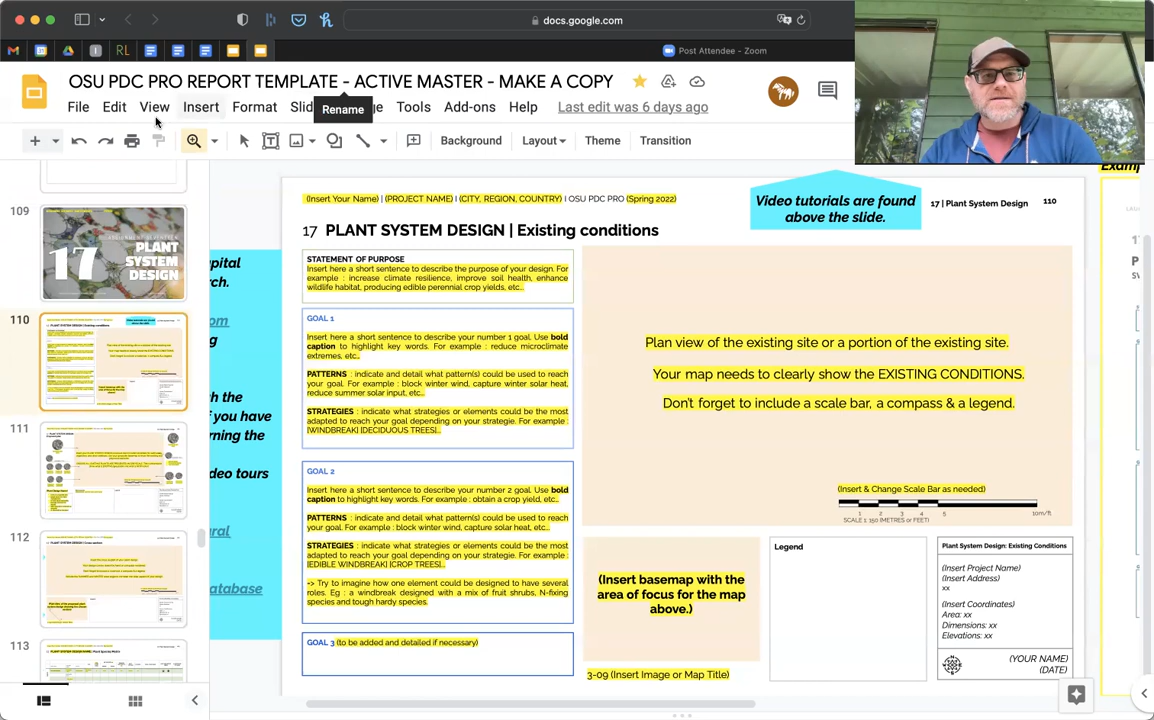 docs.google.com
Post Attendee - Zoom
RL
OSU PDC PRO REPORT TEMPLATE - ACTIVE MASTER - MAKE A COPY
File Edit View Insert Format Tools Add-ons Help Last edit was 6 days ago
Rename
Background Layout Theme Transition
109
17
PLANT
SYSTEM
DESIGN
110
111
112
113
(Insert Your Name) | (PROJECT NAME) I (CITY, REGION, COUNTRY) I OSU PDC PRO (Spring 2022)
Video tutorials are found
above the slide.
17 | Plant System Design 110
17 PLANT SYSTEM DESIGN | Existing conditions
STATEMENT OF PURPOSE
Insert here a short sentence to describe the purpose of your design. For
example : increase climate resilience, improve soil health, enhance
wildlife habitat, producing edible perennial crop yields, etc...
GOAL 1
Insert here a short sentence to describe your number 1 goal. Use bold
caption to highlight key words. For example : reduce microclimate
extremes, etc...
PATTERNS : indicate and detail what pattern(s) could be used to reach
your goal. For example : block winter wind, capture winter solar heat,
reduce summer solar input, etc...
STRATEGIES : indicate what strategies or elements could be the most
adapted to reach your goal depending on your strategie. For example :
[WINDBREAK] [DECIDUOUS TREES]...
GOAL 2
Insert here a short sentence to describe your number 2 goal. Use bold
caption to highlight key words. For example : obtain a crop yield, etc...
PATTERNS : indicate and detail what pattern(s) could be used to reach
your goal. For example : block winter wind, capture solar heat, etc...
STRATEGIES : indicate what strategies or elements could be the most
adapted to reach your goal depending on your strategie. For example :
[EDIBLE WINDBREAK] [CROP TREES]...
-> Try to imagine how one element could be designed to have several
roles. Eg : a windbreak designed with a mix of fruit shrubs, N-fixing
species and tough hardy species.
GOAL 3 (to be added and detailed if necessary)
Plan view of the existing site or a portion of the existing site.
Your map needs to clearly show the EXISTING CONDITIONS.
Don't forget to include a scale bar, a compass & a legend.
(Insert & Change Scale Bar as needed)
1 2 3 4 5 10m/ft
SCALE 1: 150 (METRES or FEET)
(Insert basemap with the
area of focus for the map
above.)
3-09 (Insert Image or Map Title)
Legend
Plant System Design: Existing Conditions
(Insert Project Name)
(Insert Address)
xx
(Insert Coordinates)
Area: xx
Dimensions: xx
Elevations: xx
(YOUR NAME)
(DATE)